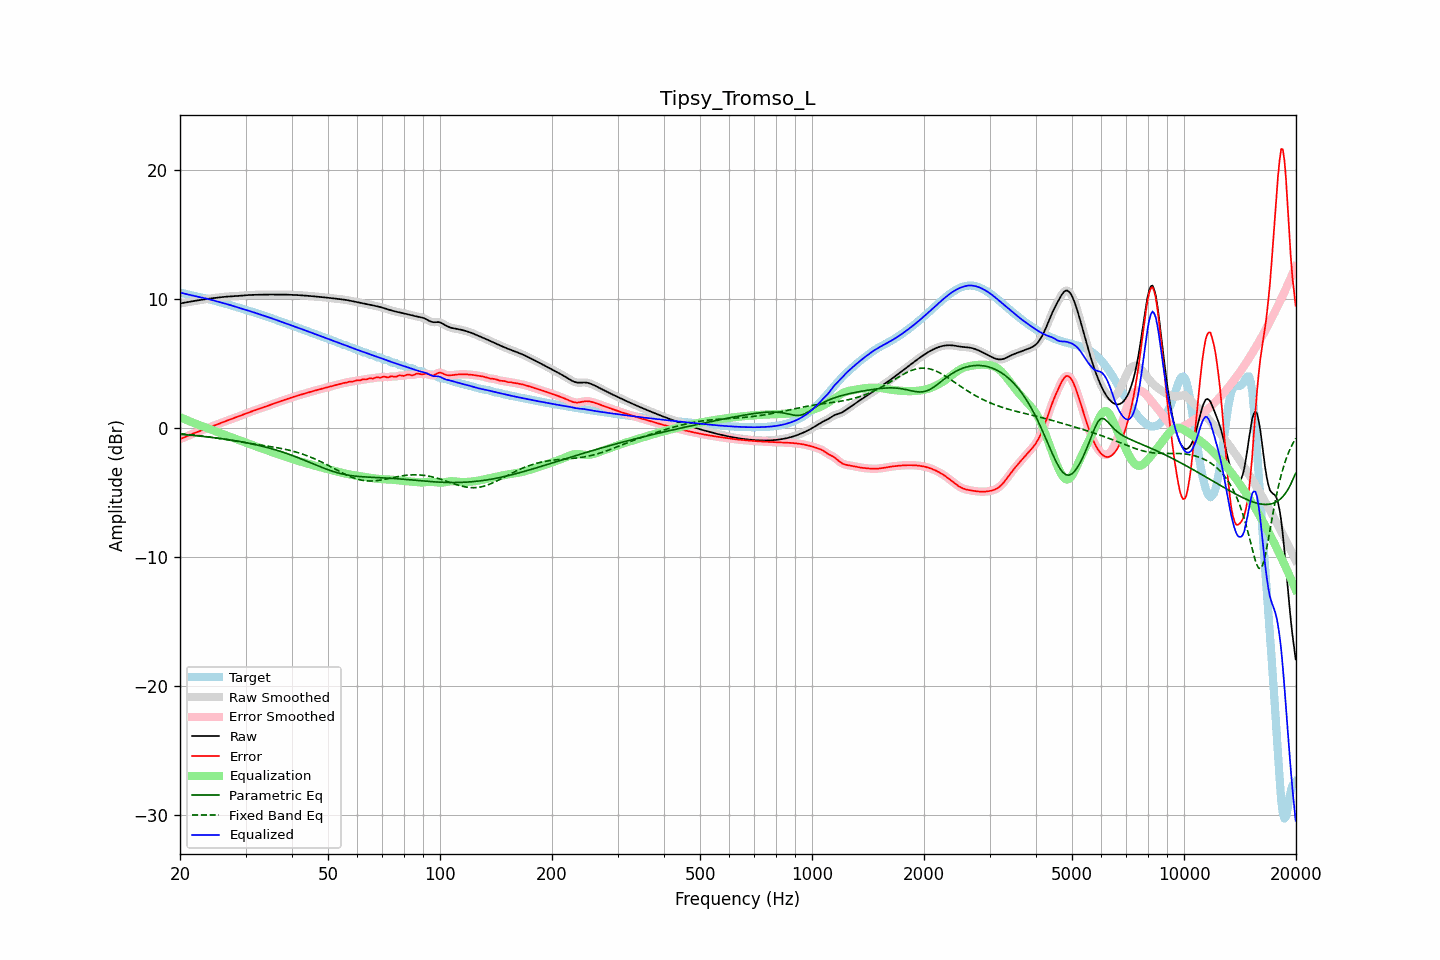 Tipsy_Tromso_L
Amplitude (dBr)
20
10
0
−10
−20
−30
Target
Raw Smoothed
Error Smoothed
Raw
Error
Equalization
Parametric Eq
Fixed Band Eq
Equalized
20 50 100 200 500 1000 2000 5000 10000 20000
Frequency (Hz)